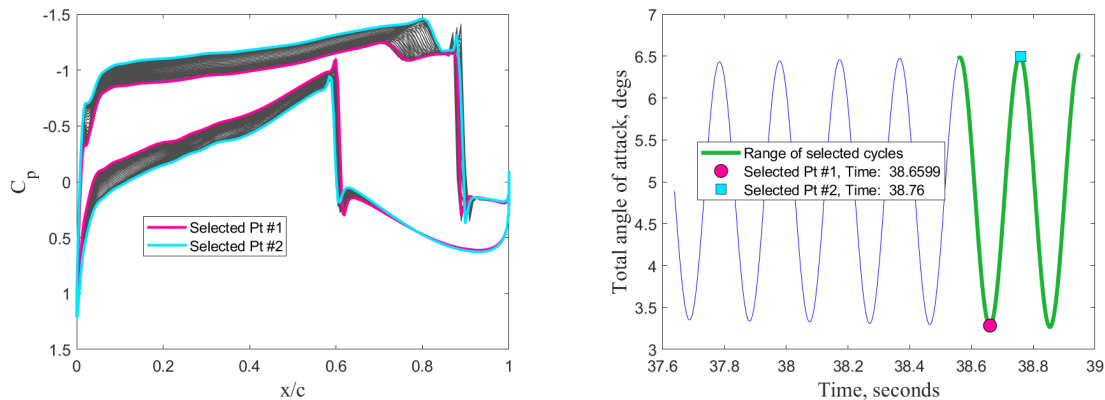 -1.5
-1
-0.5
0
0.5
1
1.5
C_p
Selected Pt #1
Selected Pt #2
0 0.2 0.4 0.6 0.8 1
x/c
7
6.5
6
5.5
5
4.5
4
3.5
3
Total angle of attack, degs
Range of selected cycles
Selected Pt #1, Time: 38.6599
Selected Pt #2, Time: 38.76
37.6 37.8 38 38.2 38.4 38.6 38.8 39
Time, seconds